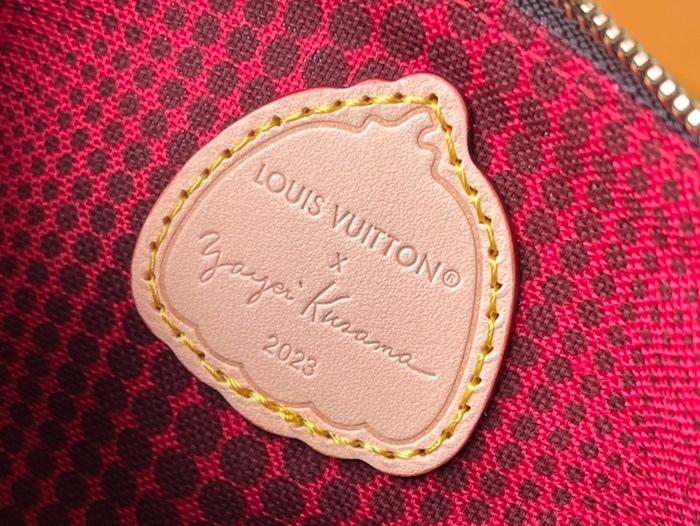 LOUIS VUITTON®
X
Yayoi Kusama
2023